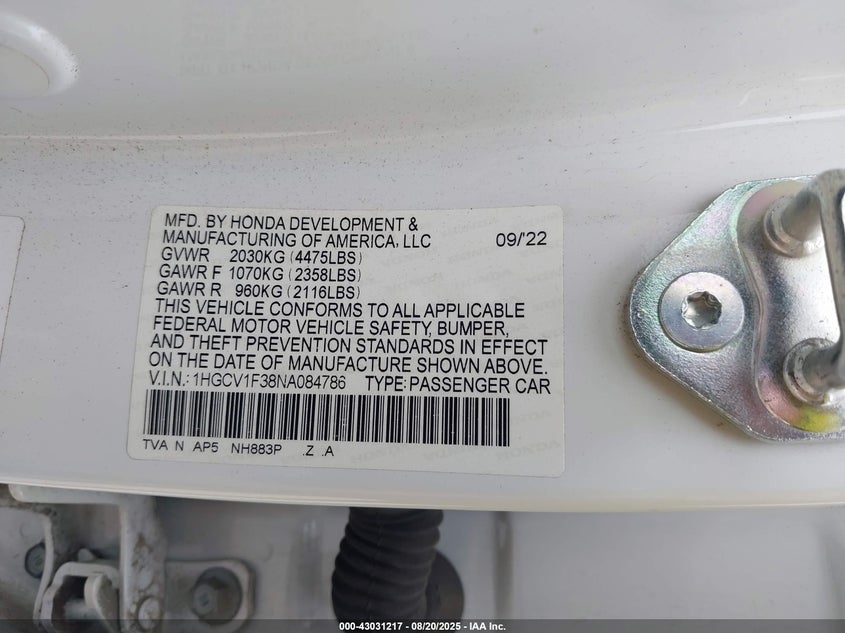 MFD. BY HONDA DEVELOPMENT &
MANUFACTURING OF AMERICA, LLC 09/'22
GVWR 2030KG (4475LBS)
GAWR F 1070KG (2358LBS)
GAWR R 960KG (2116LBS)
THIS VEHICLE CONFORMS TO ALL APPLICABLE
FEDERAL MOTOR VEHICLE SAFETY, BUMPER,
AND THEFT PREVENTION STANDARDS IN EFFECT
ON THE DATE OF MANUFACTURE SHOWN ABOVE.
V.I.N.: 1HGCV1F38NA084786 TYPE: PASSENGER CAR
TVA N AP5 NH883P .Z .A
000-43031217 - 08/20/2025 - IAA Inc.